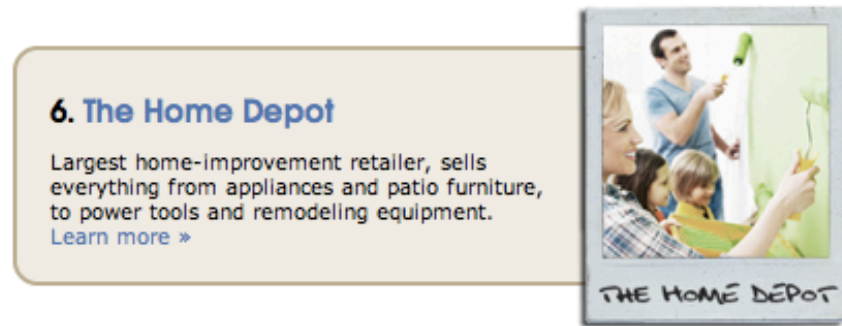 6. The Home Depot
Largest home-improvement retailer, sells
everything from appliances and patio furniture,
to power tools and remodeling equipment.
Learn more »
THE HOME DEPOT